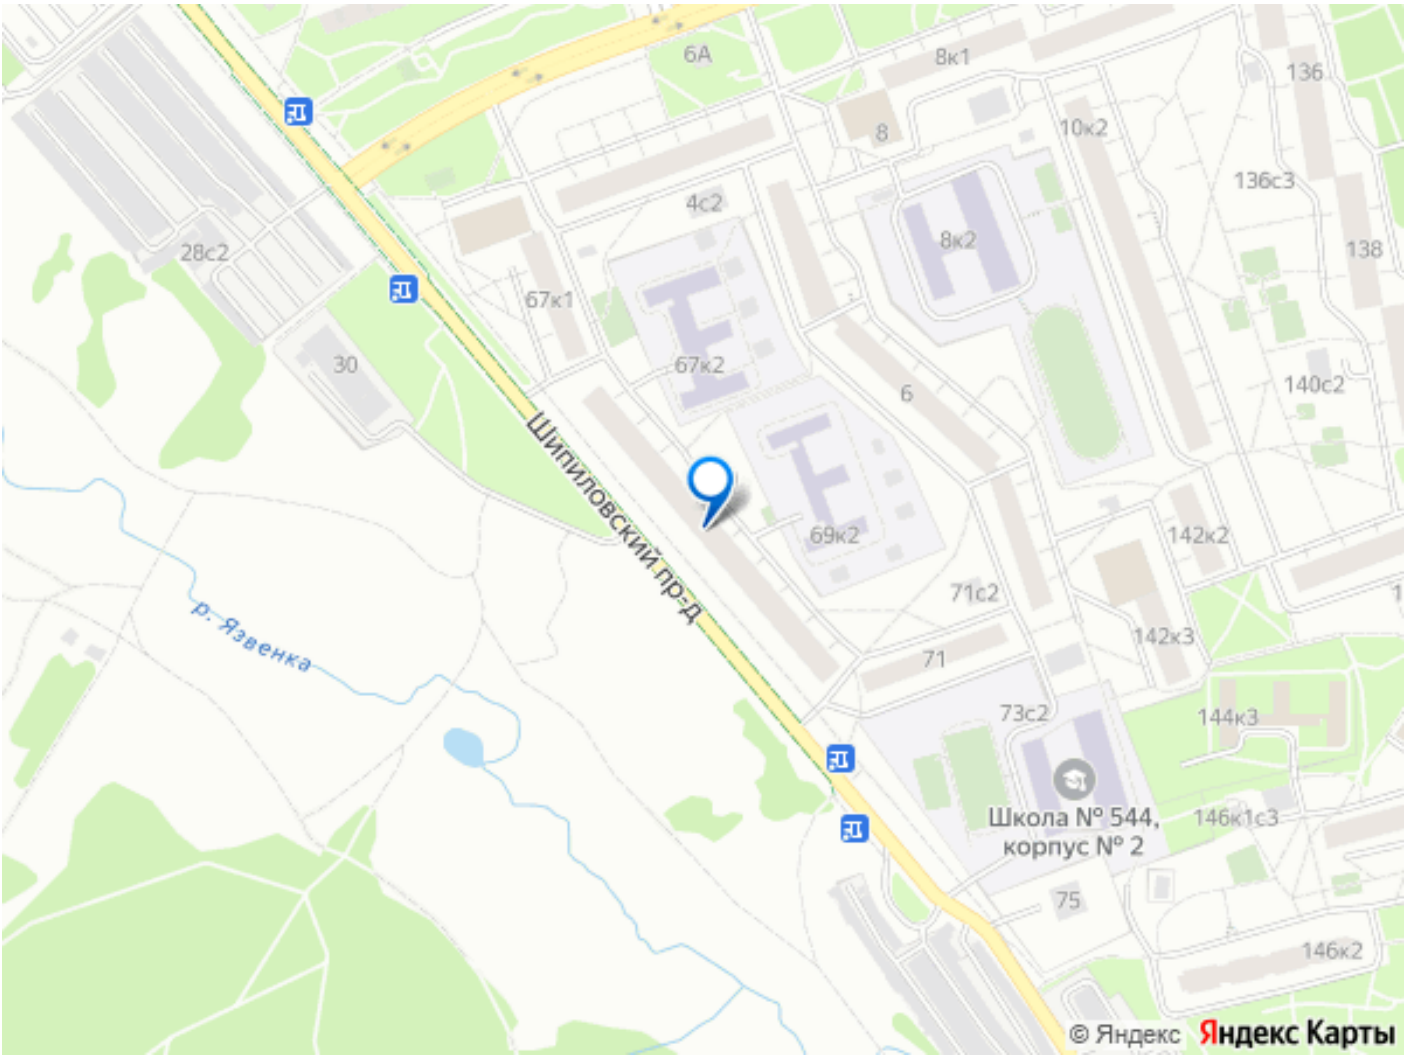 6А
8к1
136
8
10к2
136с3
4с2
8к2
138
28с2
67к1
67к2
30
6
140с2
Шипиловский пр-д
69к2
142к2
71с2
1
р. Язвенка
142к3
71
73с2
144к3
Школа № 544,
корпус № 2
146к1с3
75
146к2
© Яндекс Яндекс Карты